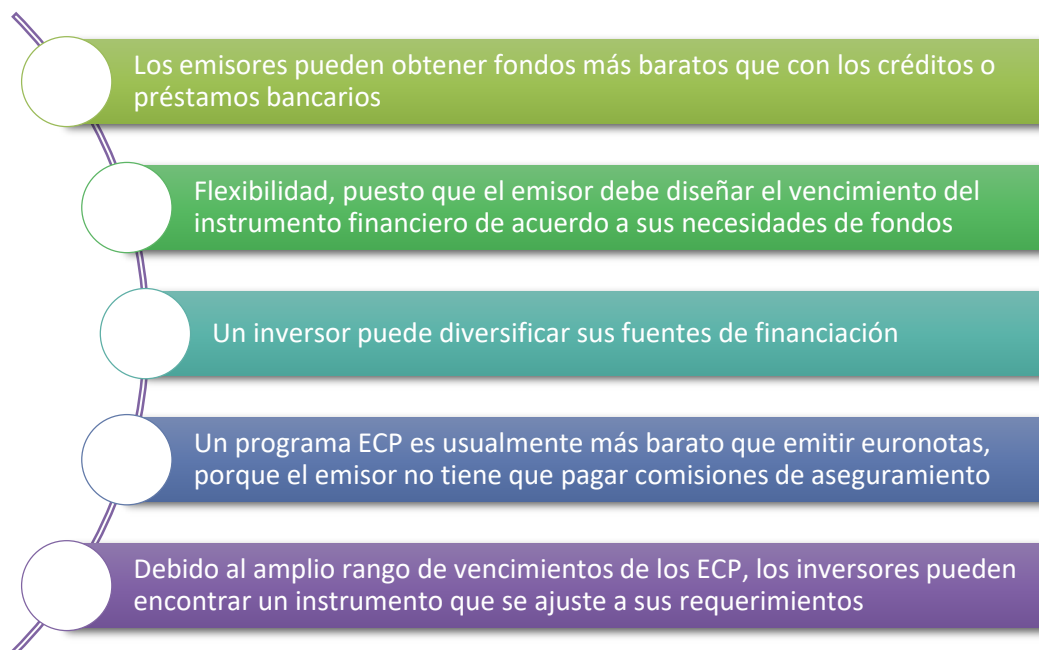 Los emisores pueden obtener fondos más baratos que con los créditos o
préstamos bancarios
Flexibilidad, puesto que el emisor debe diseñar el vencimiento del
instrumento financiero de acuerdo a sus necesidades de fondos
Un inversor puede diversificar sus fuentes de financiación
Un programa ECP es usualmente más barato que emitir euronotas,
porque el emisor no tiene que pagar comisiones de aseguramiento
Debido al amplio rango de vencimientos de los ECP, los inversores pueden
encontrar un instrumento que se ajuste a sus requerimientos